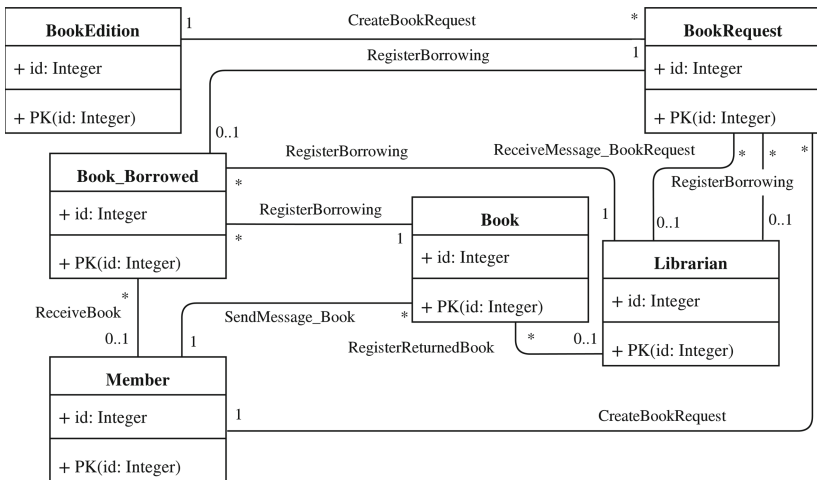 BookEdition
+ id: Integer
+ PK(id: Integer)
1
CreateBookRequest
*
BookRequest
+ id: Integer
+ PK(id: Integer)
RegisterBorrowing
1
0..1
Book_Borrowed
+ id: Integer
+ PK(id: Integer)
RegisterBorrowing
*
1
ReceiveMessage_BookRequest
*
0..1
*
RegisterBorrowing
0..1
*
RegisterBorrowing
*
1
Book
+ id: Integer
+ PK(id: Integer)
Librarian
+ id: Integer
+ PK(id: Integer)
*
ReceiveBook
0..1
SendMessage_Book
1
*
RegisterReturnedBook
*
0..1
Member
+ id: Integer
+ PK(id: Integer)
1
CreateBookRequest